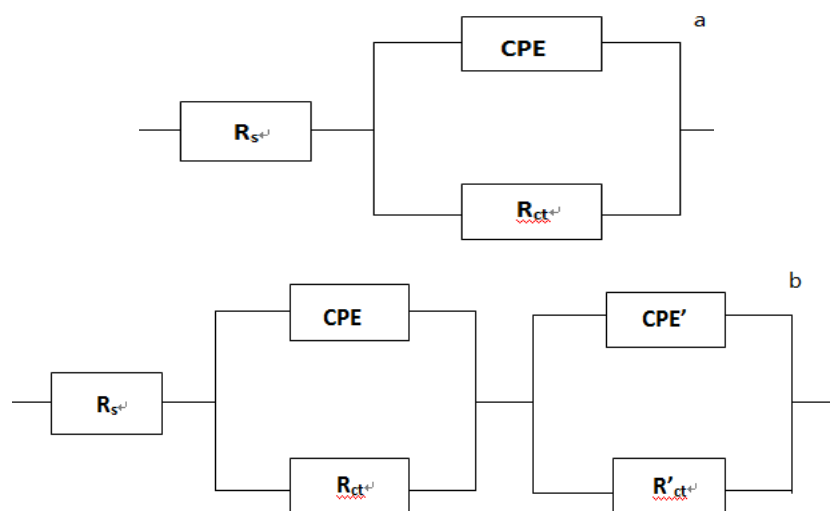 a
CPE
Rs↵
Rct↵
b
CPE
CPE’
Rs↵
Rct↵
R’ct↵